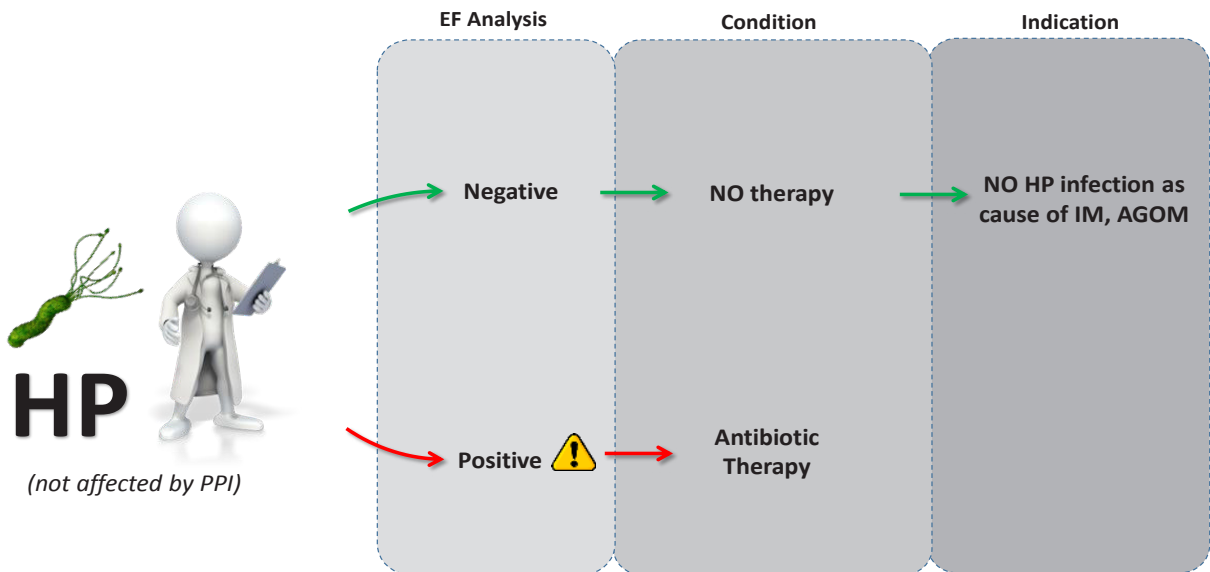 EF Analysis
Condition
Indication
Negative
NO therapy
NO HP infection as
cause of IM, AGOM
HP
(not affected by PPI)
Positive
Antibiotic
Therapy